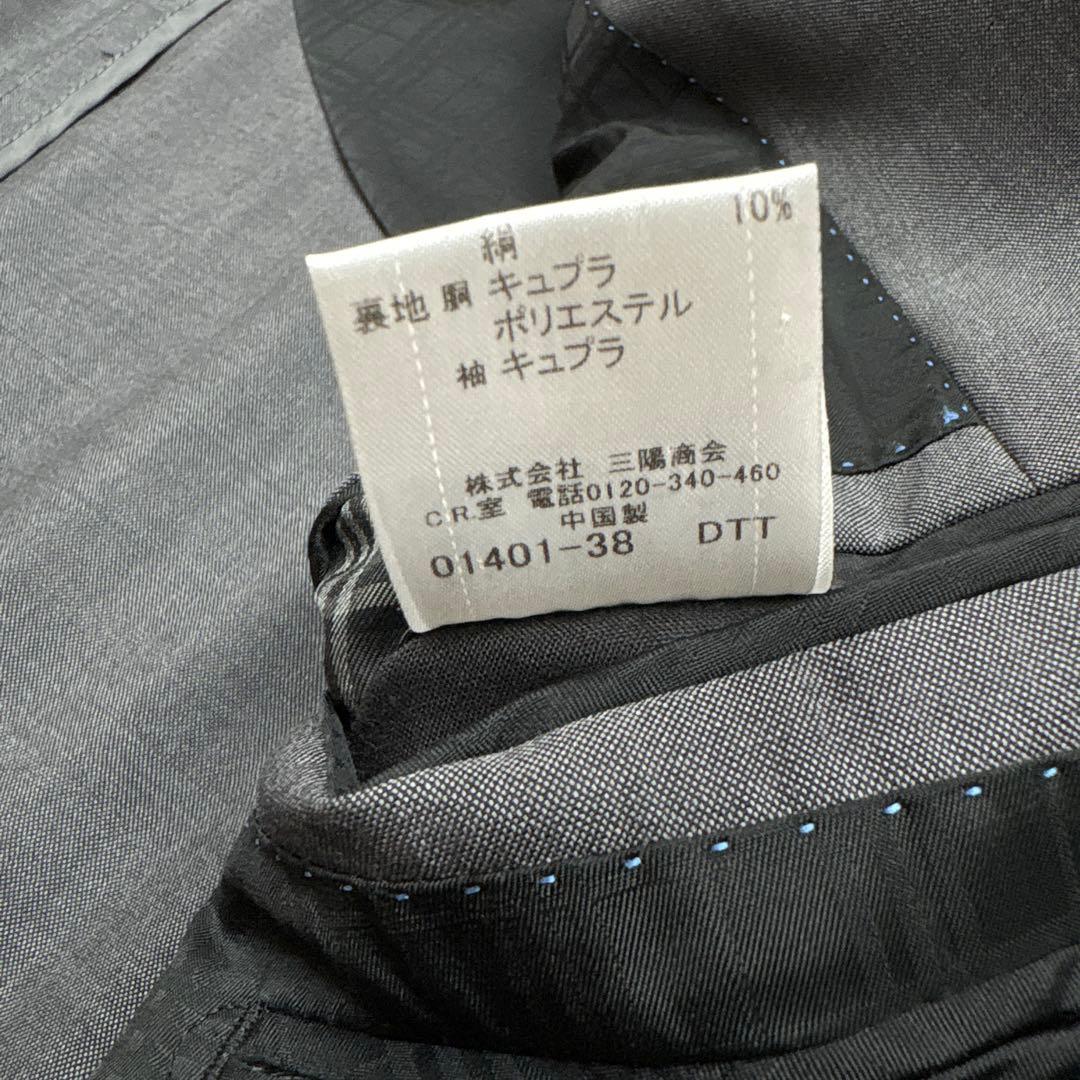 絹 10%
裏地 胴 キュプラ
ポリエステル
袖 キュプラ
株式会社 三陽商会
C.R.室 電話0120-340-460
中国製
01401-38 DTT